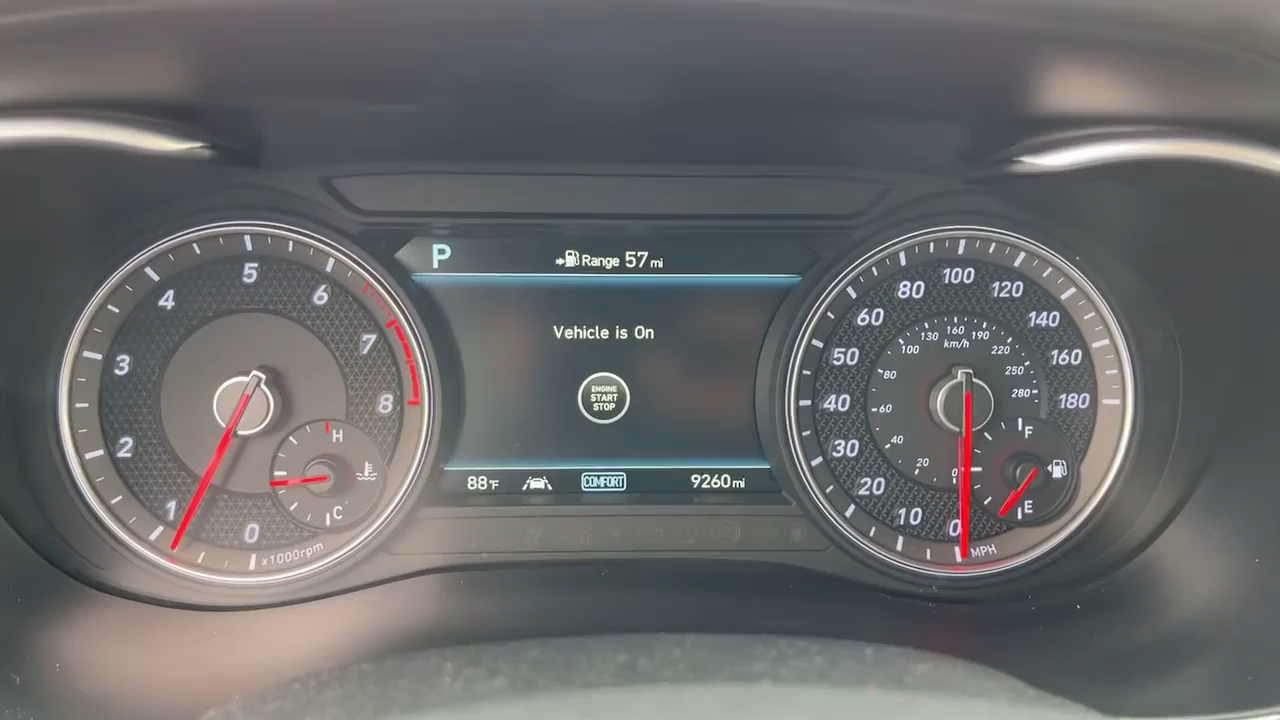 P
Range 57 mi
Vehicle is On
ENGINE
START
STOP
88°F
COMFORT
9260 mi
0
1
2
3
4
5
6
7
8
x1000rpm
H
C
0
10
20
30
40
50
60
80
100
120
140
160
180
MPH
0
20
40
60
80
100
130
160
190
220
250
280
km/h
F
E